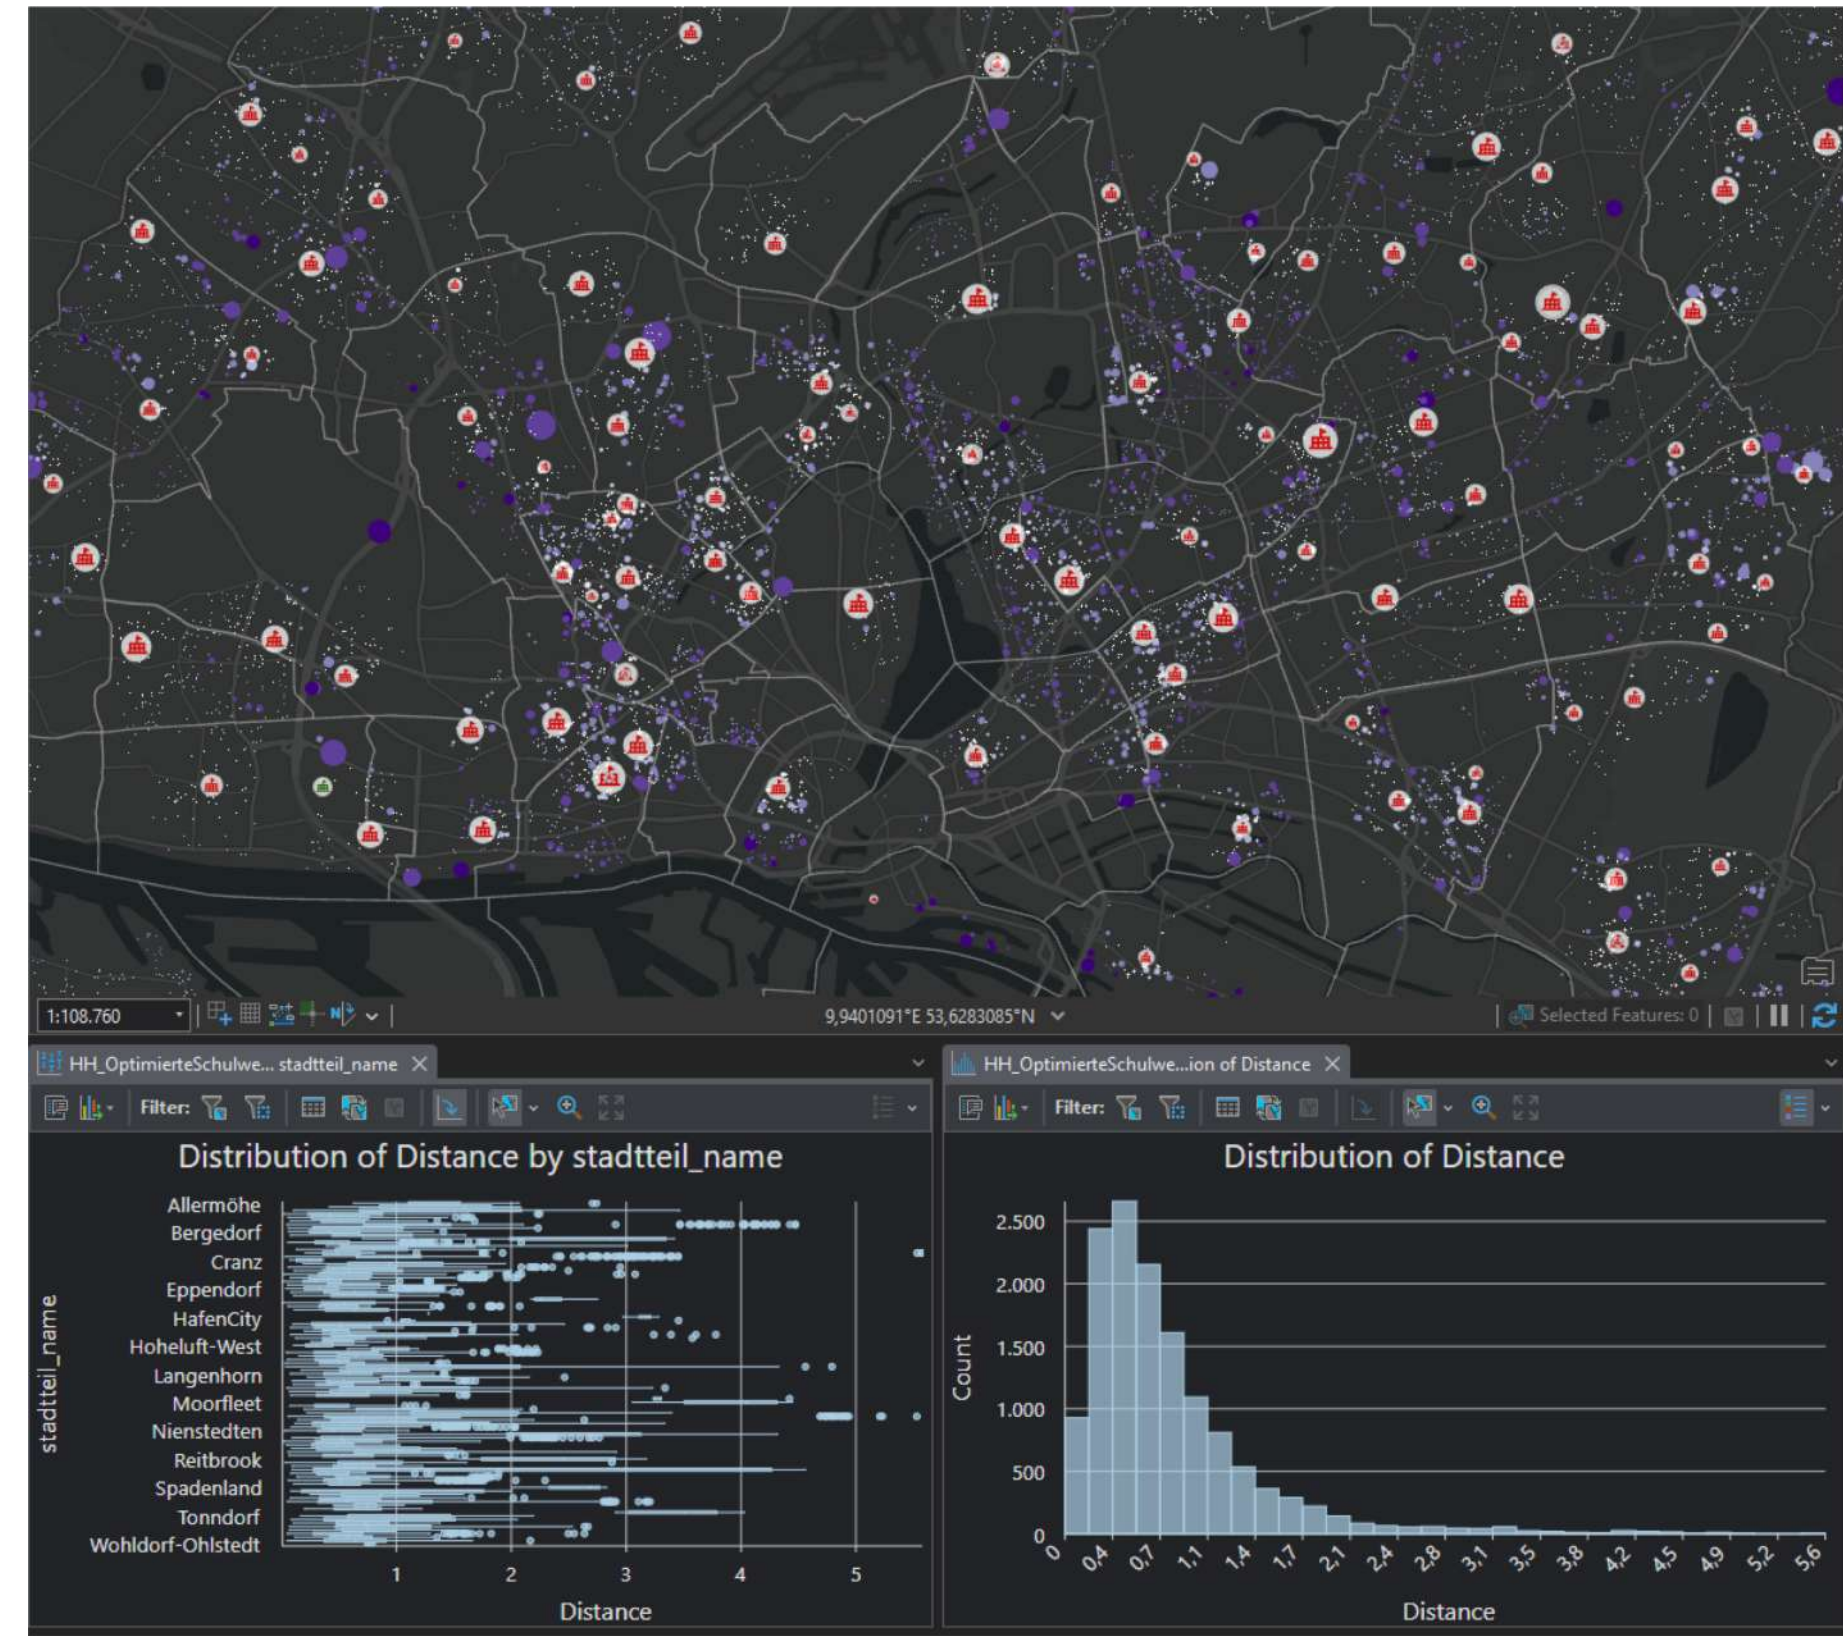 1:108.760
9,9401091°E 53,6283085°N
Selected Features: 0
HH_OptimierteSchulwe... stadtteil_name
HH_OptimierteSchulwe...ion of Distance
Filter:
Filter:
Distribution of Distance by stadtteil_name
stadtteil_name
Allermöhe
Bergedorf
Cranz
Eppendorf
HafenCity
Hoheluft-West
Langenhorn
Moorfleet
Nienstedten
Reitbrook
Spadenland
Tonndorf
Wohldorf-Ohlstedt
1 2 3 4 5
Distance
Distribution of Distance
Count
2.500
2.000
1.500
1.000
500
0
0 0,4 0,7 1,1 1,4 1,7 2,1 2,4 2,8 3,1 3,5 3,8 4,2 4,5 4,9 5,2 5,6
Distance